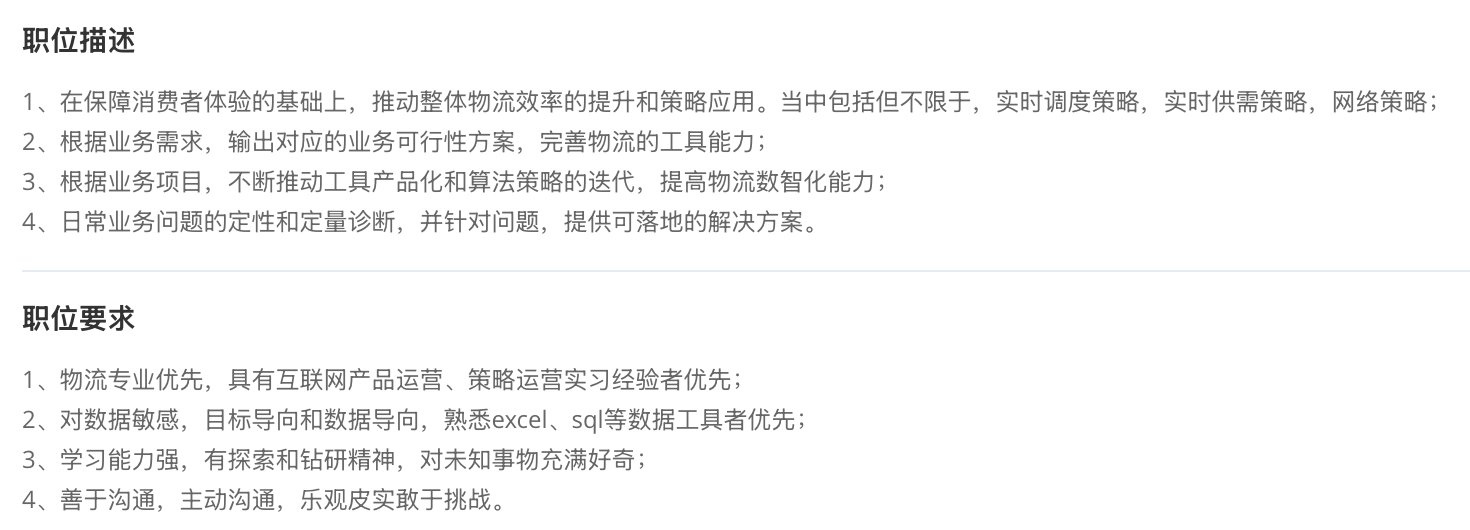 职位描述
1、在保障消费者体验的基础上，推动整体物流效率的提升和策略应用。当中包括但不限于，实时调度策略，实时供需策略，网络策略；
2、根据业务需求，输出对应的业务可行性方案，完善物流的工具能力；
3、根据业务项目，不断推动工具产品化和算法策略的迭代，提高物流数智化能力；
4、日常业务问题的定性和定量诊断，并针对问题，提供可落地的解决方案。
职位要求
1、物流专业优先，具有互联网产品运营、策略运营实习经验者优先；
2、对数据敏感，目标导向和数据导向，熟悉excel、sql等数据工具者优先；
3、学习能力强，有探索和钻研精神，对未知事物充满好奇；
4、善于沟通，主动沟通，乐观皮实敢于挑战。